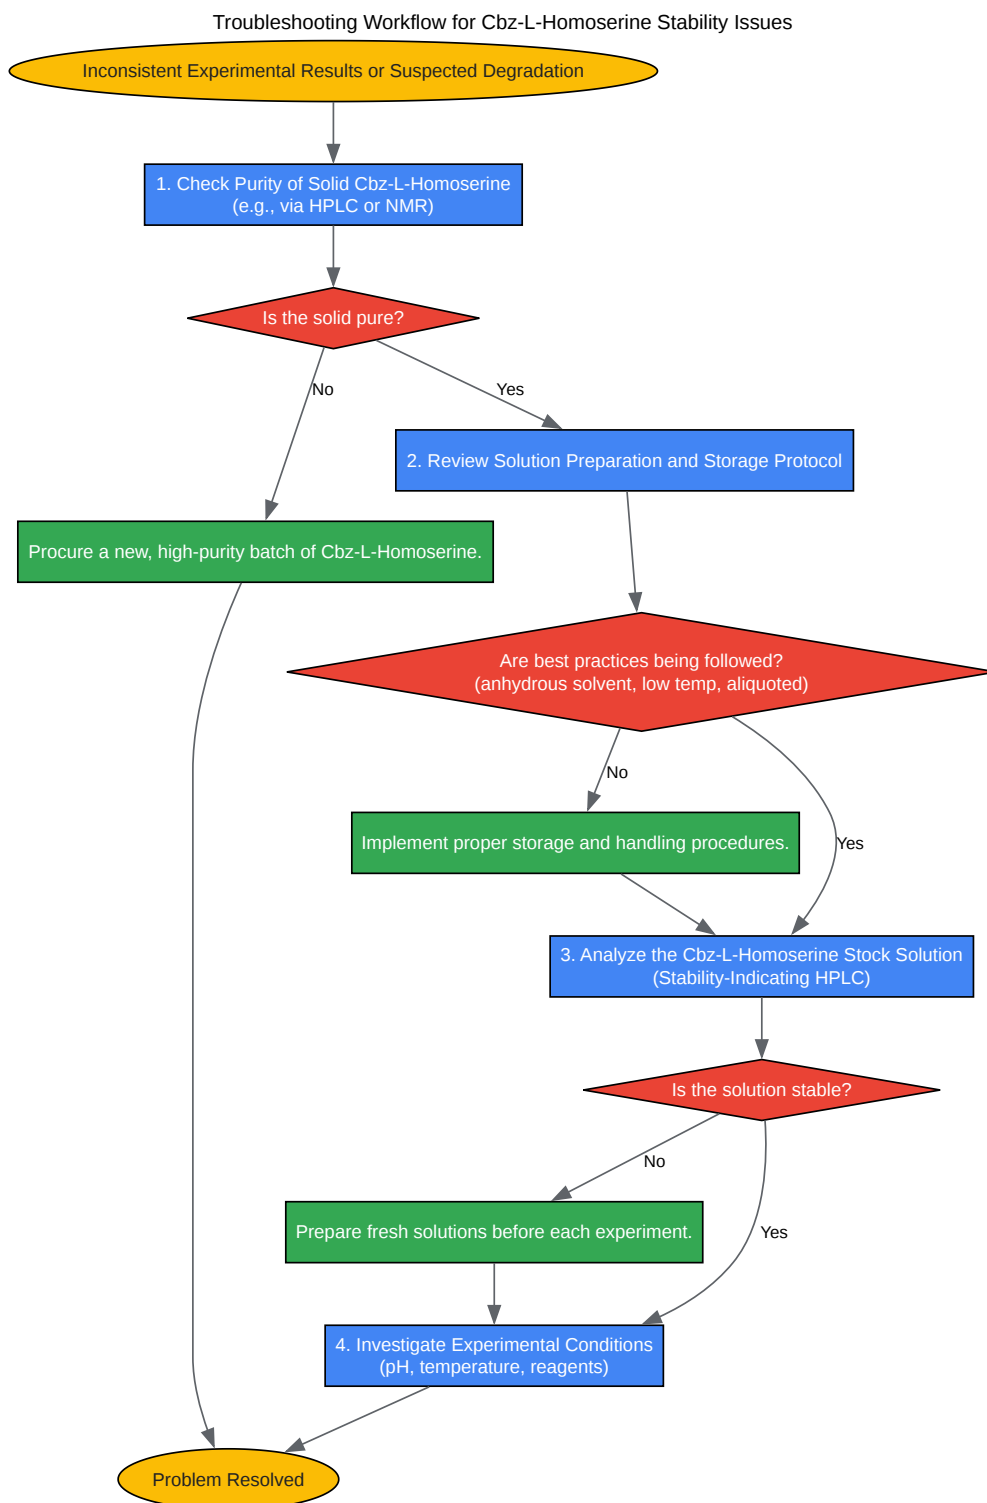 Troubleshooting Workflow for Cbz-L-Homoserine Stability Issues
Inconsistent Experimental Results or Suspected Degradation
1. Check Purity of Solid Cbz-L-Homoserine
(e.g., via HPLC or NMR)
Is the solid pure?
No
Yes
2. Review Solution Preparation and Storage Protocol
Procure a new, high-purity batch of Cbz-L-Homoserine.
Are best practices being followed?
(anhydrous solvent, low temp, aliquoted)
No
Implement proper storage and handling procedures.
Yes
3. Analyze the Cbz-L-Homoserine Stock Solution
(Stability-Indicating HPLC)
Is the solution stable?
No
Prepare fresh solutions before each experiment.
Yes
4. Investigate Experimental Conditions
(pH, temperature, reagents)
Problem Resolved